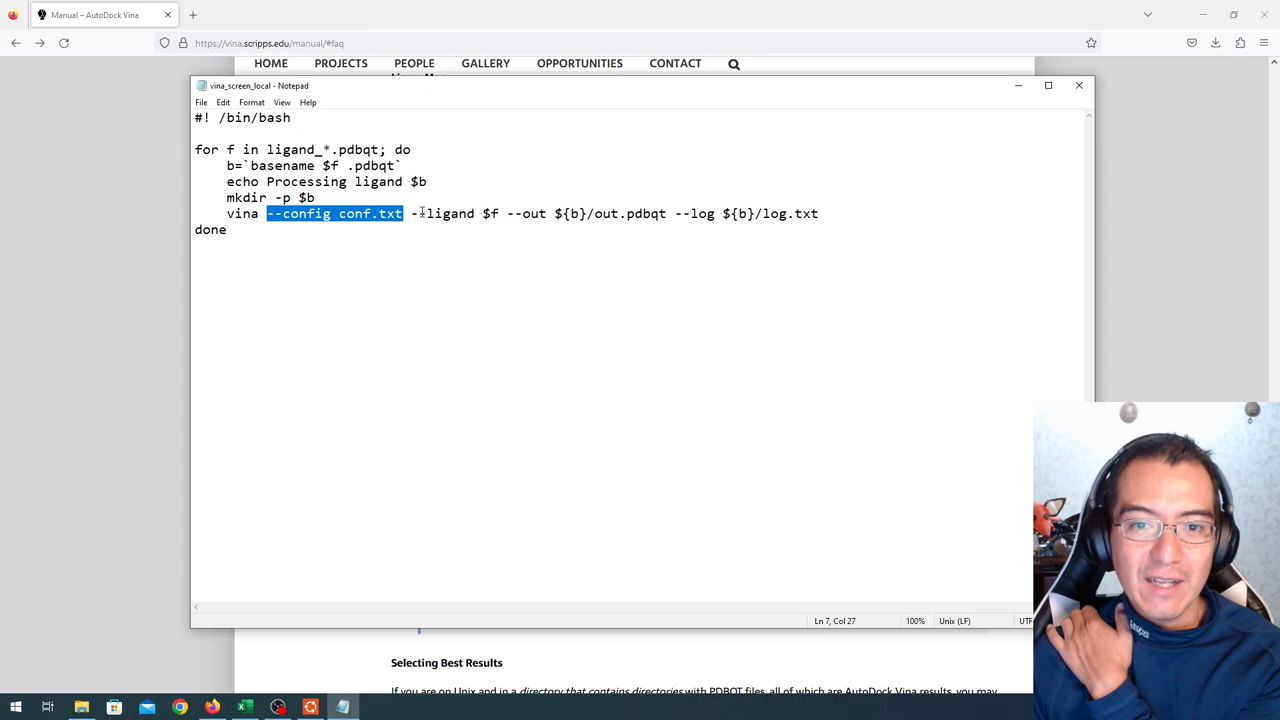 Manual – AutoDock Vina
https://vina.scripps.edu/manual/#faq
HOME PROJECTS PEOPLE GALLERY OPPORTUNITIES CONTACT
vina_screen_local - Notepad
File Edit Format View Help
#! /bin/bash
for f in ligand_*.pdbqt; do
b=`basename $f .pdbqt`
echo Processing ligand $b
mkdir -p $b
vina --config conf.txt --ligand $f --out ${b}/out.pdbqt --log ${b}/log.txt
done
Ln 7, Col 27 100% Unix (LF) UTF
Selecting Best Results
If you are on Unix and in a directory that contains directories with PDBQT files, all of which are AutoDock Vina results, you may